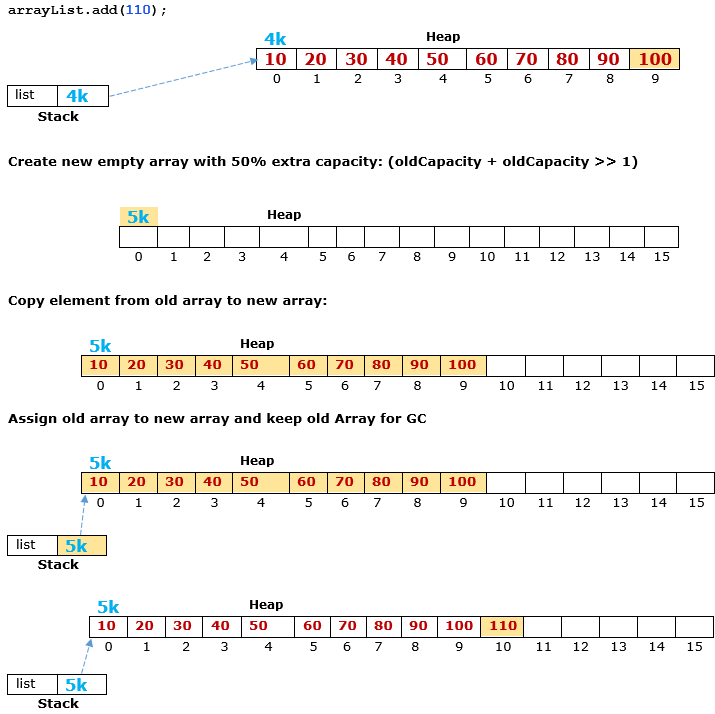 arrayList.add(110);
4k Heap
10 20 30 40 50 60 70 80 90 100
0 1 2 3 4 5 6 7 8 9
list 4k
Stack
Create new empty array with 50% extra capacity: (oldCapacity + oldCapacity >> 1)
5k Heap
0 1 2 3 4 5 6 7 8 9 10 11 12 13 14 15
Copy element from old array to new array:
5k Heap
10 20 30 40 50 60 70 80 90 100
0 1 2 3 4 5 6 7 8 9 10 11 12 13 14 15
Assign old array to new array and keep old Array for GC
5k Heap
10 20 30 40 50 60 70 80 90 100
0 1 2 3 4 5 6 7 8 9 10 11 12 13 14 15
list 5k
Stack
5k Heap
10 20 30 40 50 60 70 80 90 100 110
0 1 2 3 4 5 6 7 8 9 10 11 12 13 14 15
list 5k
Stack